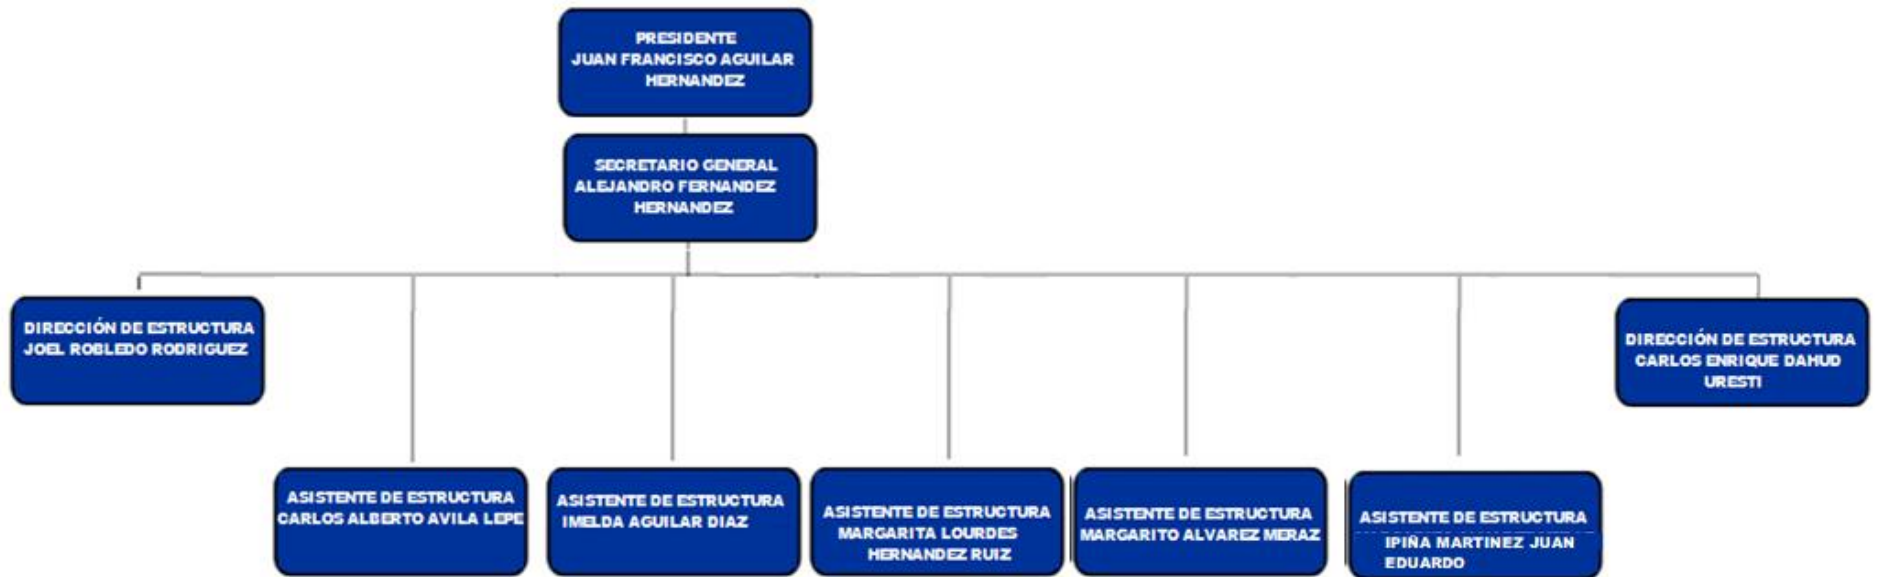 PRESIDENTE
JUAN FRANCISCO AGUILAR
HERNANDEZ
SECRETARIO GENERAL
ALEJANDRO FERNANDEZ
HERNANDEZ
DIRECCIÓN DE ESTRUCTURA
JOEL ROBLEDO RODRIGUEZ
DIRECCIÓN DE ESTRUCTURA
CARLOS ENRIQUE DAHUD
URESTI
ASISTENTE DE ESTRUCTURA
CARLOS ALBERTO AVILA LEPE
ASISTENTE DE ESTRUCTURA
IMELDA AGUILAR DIAZ
ASISTENTE DE ESTRUCTURA
MARGARITA LOURDES
HERNANDEZ RUIZ
ASISTENTE DE ESTRUCTURA
MARGARITO ALVAREZ MERAZ
ASISTENTE DE ESTRUCTURA
IPIÑA MARTINEZ JUAN
EDUARDO